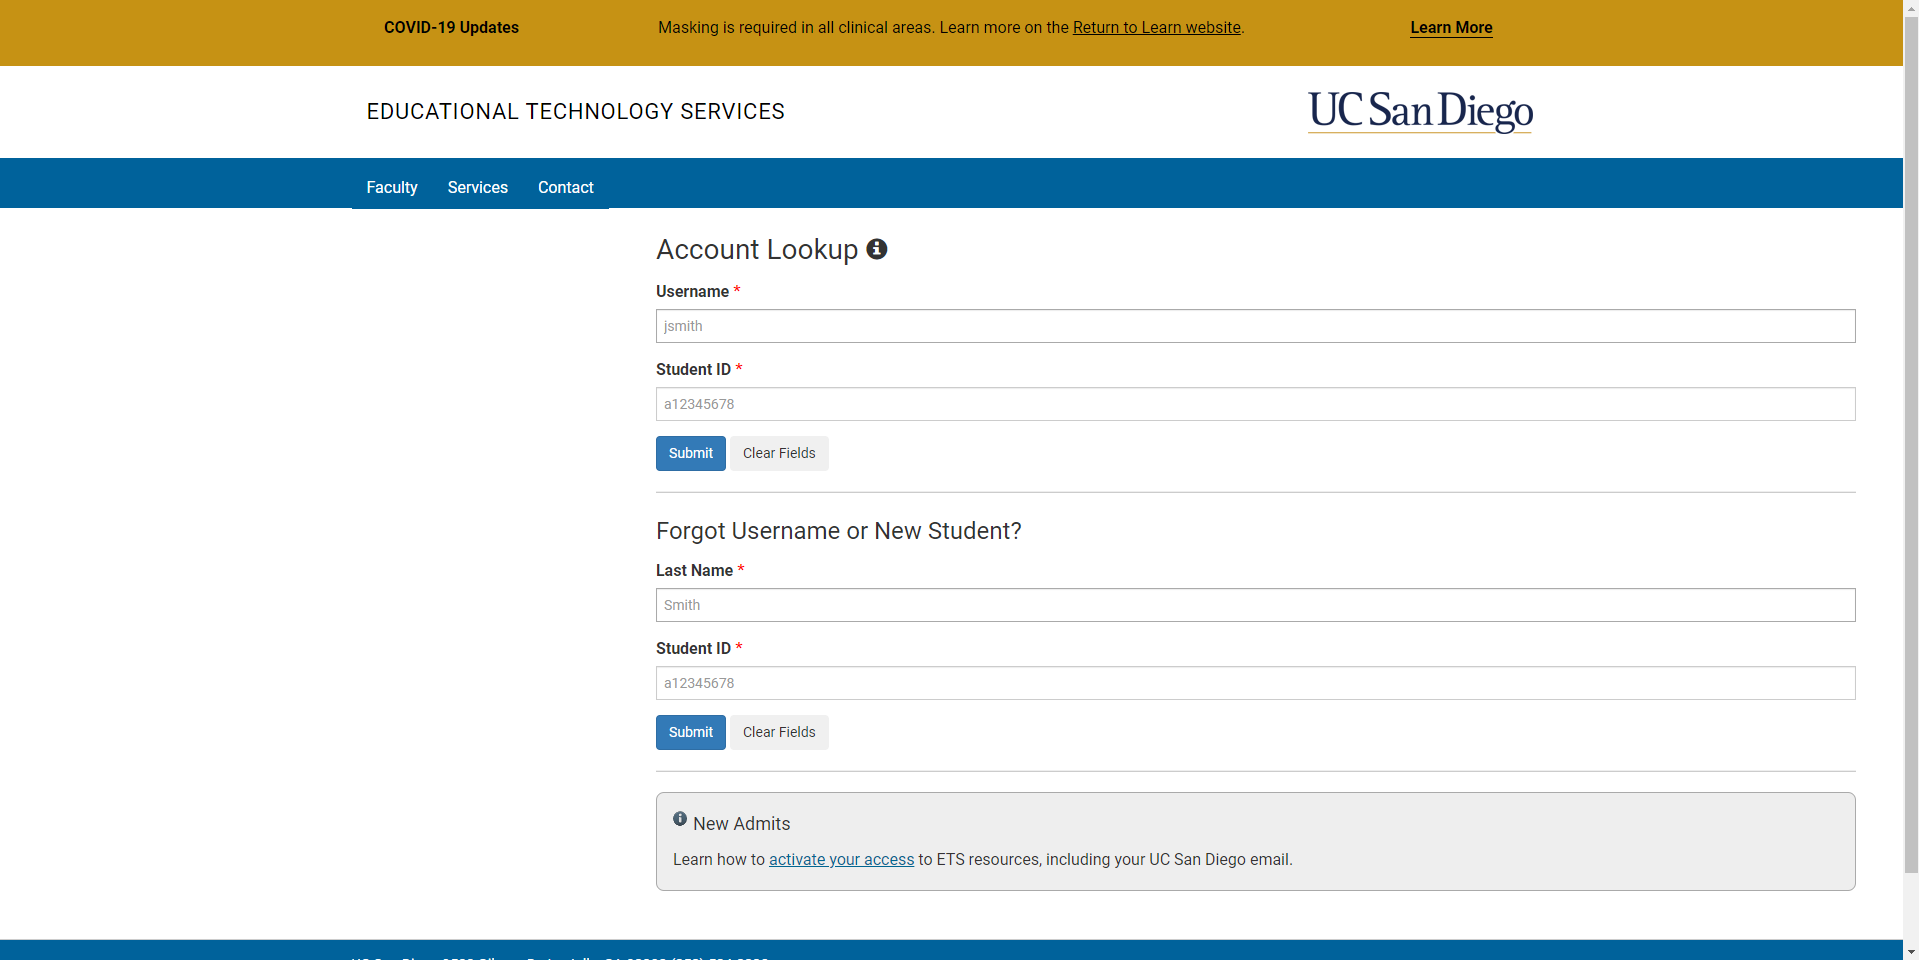 COVID-19 Updates
Masking is required in all clinical areas. Learn more on the Return to Learn website.
Learn More
EDUCATIONAL TECHNOLOGY SERVICES
UC San Diego
Faculty Services Contact
Account Lookup
Username *
jsmith
Student ID *
a12345678
Submit Clear Fields
Forgot Username or New Student?
Last Name *
Smith
Student ID *
a12345678
Submit Clear Fields
New Admits
Learn how to activate your access to ETS resources, including your UC San Diego email.